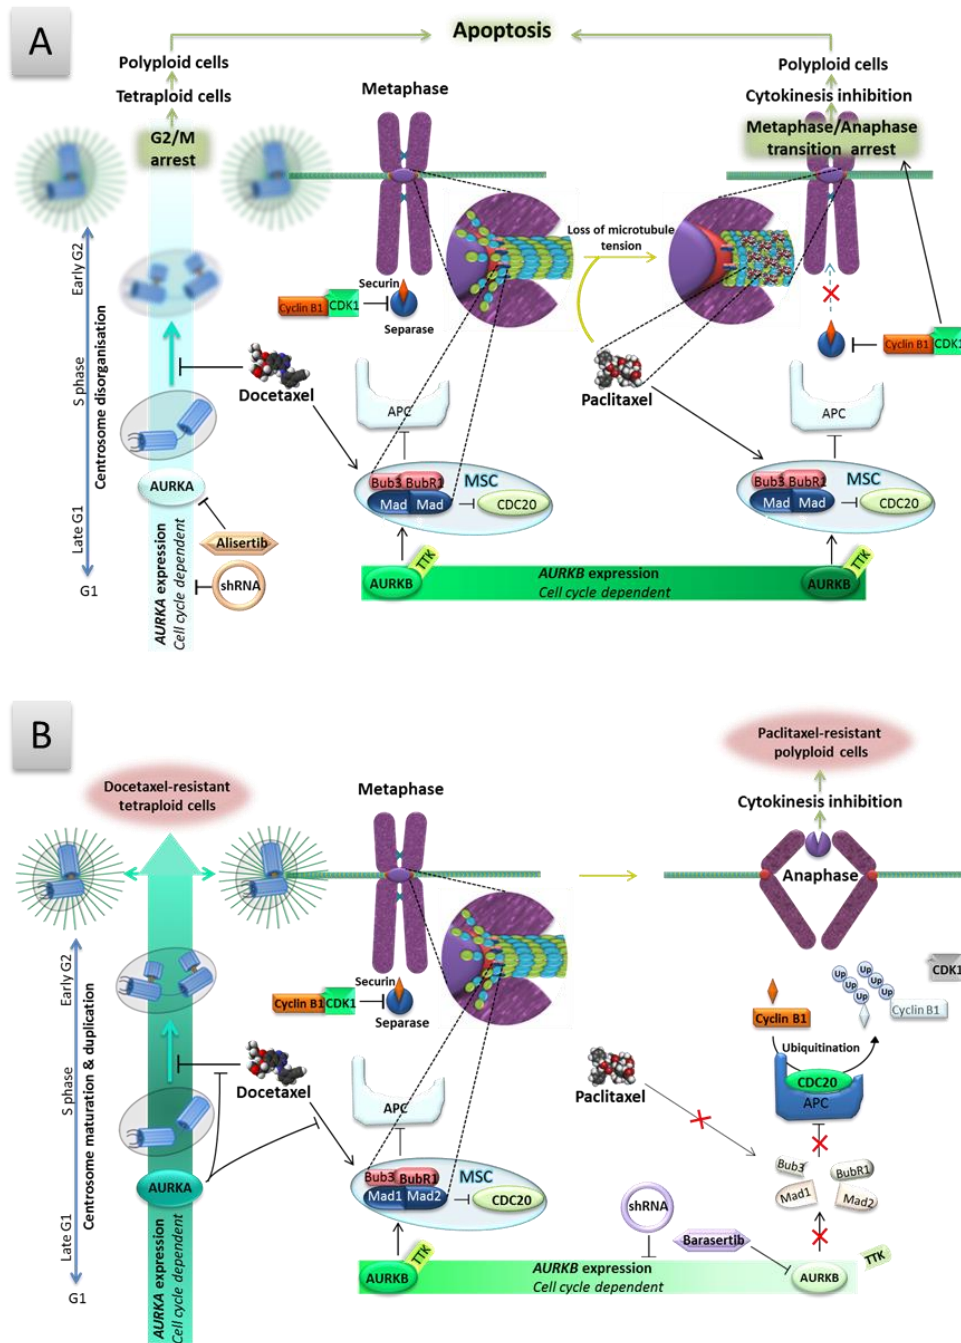 A
Apoptosis
Polyploid cells
Tetraploid cells
G2/M
arrest
Metaphase
Polyploid cells
Cytokinesis inhibition
Metaphase/Anaphase
transition arrest
Early G2
S phase
Late G1
G1
Centrosome disorganisation
Loss of microtubule
tension
Securin
Cyclin B1
CDK1
Separase
Cyclin B1
CDK1
Docetaxel
Paclitaxel
APC
APC
AURKA
Bub3
BubR1
MSC
Mad
Mad
CDC20
Bub3
BubR1
MSC
Mad
Mad
CDC20
Alisertib
shRNA
AURKA expression
Cell cycle dependent
TTK
AURKB
AURKB expression
Cell cycle dependent
TTK
AURKB
B
Docetaxel-resistant
tetraploid cells
Metaphase
Paclitaxel-resistant
polyploid cells
Cytokinesis inhibition
Anaphase
Early G2
S phase
Late G1
G1
Centrosome maturation & duplication
Securin
Cyclin B1
CDK1
Separase
CDK1
Up
Up
Up
Up
Up
Cyclin B1
Cyclin B1
Ubiquitination
CDC20
APC
Docetaxel
Paclitaxel
APC
AURKA
Bub3
BubR1
MSC
Mad1
Mad2
CDC20
Bub3
BubR1
Mad1
Mad2
shRNA
Barasertib
AURKA expression
Cell cycle dependent
TTK
AURKB
AURKB expression
Cell cycle dependent
AURKB
TTK